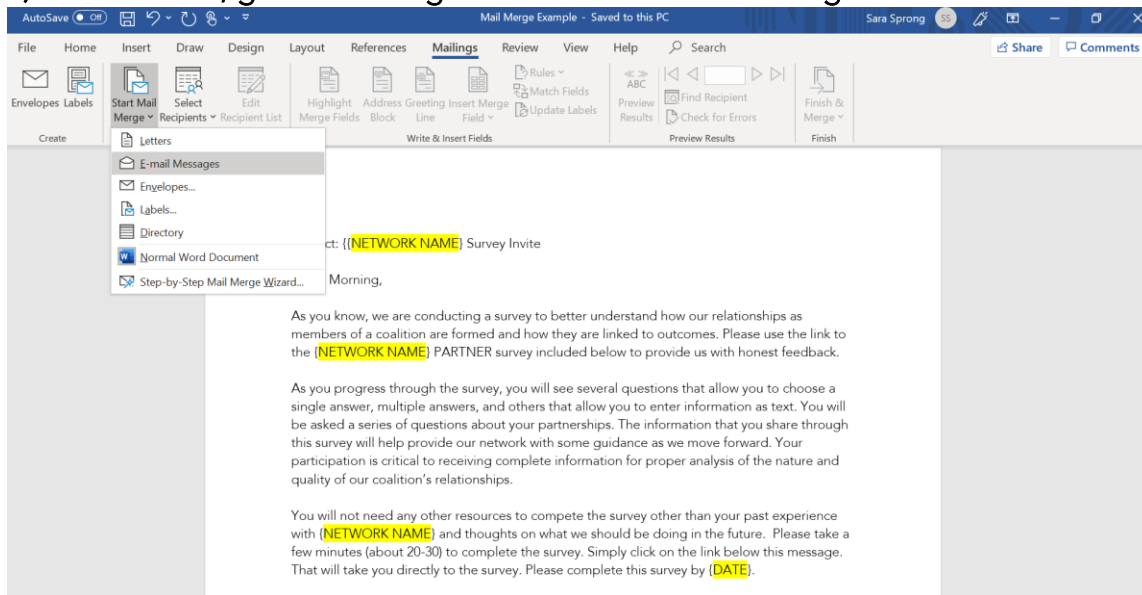 AutoSave Off Mail Merge Example - Saved to this PC Sara Sprong SS
File Home Insert Draw Design Layout References Mailings Review View Help Search Share Comments
Envelopes Labels Start Mail Merge Select Recipients Edit Recipient List Highlight Merge Fields Address Block Greeting Line Insert Merge Field Rules Match Fields Update Labels ABC Preview Results Find Recipient Check for Errors Finish & Merge
Create Write & Insert Fields Preview Results Finish
Letters
E-mail Messages
Envelopes...
Labels...
Directory
Normal Word Document
Step-by-Step Mail Merge Wizard...
ct: {{NETWORK NAME} Survey Invite
Morning,
As you know, we are conducting a survey to better understand how our relationships as
members of a coalition are formed and how they are linked to outcomes. Please use the link to
the {NETWORK NAME} PARTNER survey included below to provide us with honest feedback.
As you progress through the survey, you will see several questions that allow you to choose a
single answer, multiple answers, and others that allow you to enter information as text. You will
be asked a series of questions about your partnerships. The information that you share through
this survey will help provide our network with some guidance as we move forward. Your
participation is critical to receiving complete information for proper analysis of the nature and
quality of our coalition's relationships.
You will not need any other resources to compete the survey other than your past experience
with {NETWORK NAME} and thoughts on what we should be doing in the future. Please take a
few minutes (about 20-30) to complete the survey. Simply click on the link below this message.
That will take you directly to the survey. Please complete this survey by {DATE}.